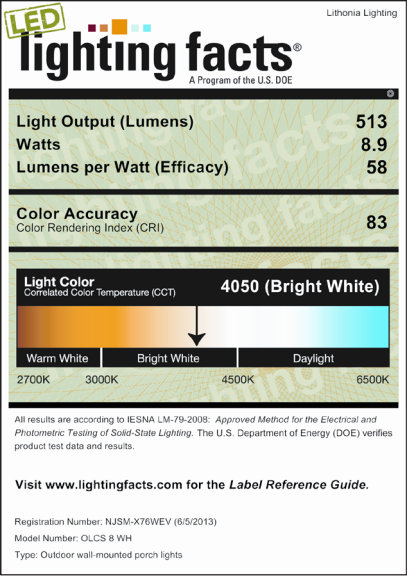 Lithonia Lighting
LED
lighting facts®
A Program of the U.S. DOE
Light Output (Lumens) 513
Watts 8.9
Lumens per Watt (Efficacy) 58
Color Accuracy
Color Rendering Index (CRI) 83
Light Color
Correlated Color Temperature (CCT) 4050 (Bright White)
Warm White Bright White Daylight
2700K 3000K 4500K 6500K
All results are according to IESNA LM-79-2008: Approved Method for the Electrical and
Photometric Testing of Solid-State Lighting. The U.S. Department of Energy (DOE) verifies
product test data and results.
Visit www.lightingfacts.com for the Label Reference Guide.
Registration Number: NJSM-X76WEV (6/5/2013)
Model Number: OLCS 8 WH
Type: Outdoor wall-mounted porch lights